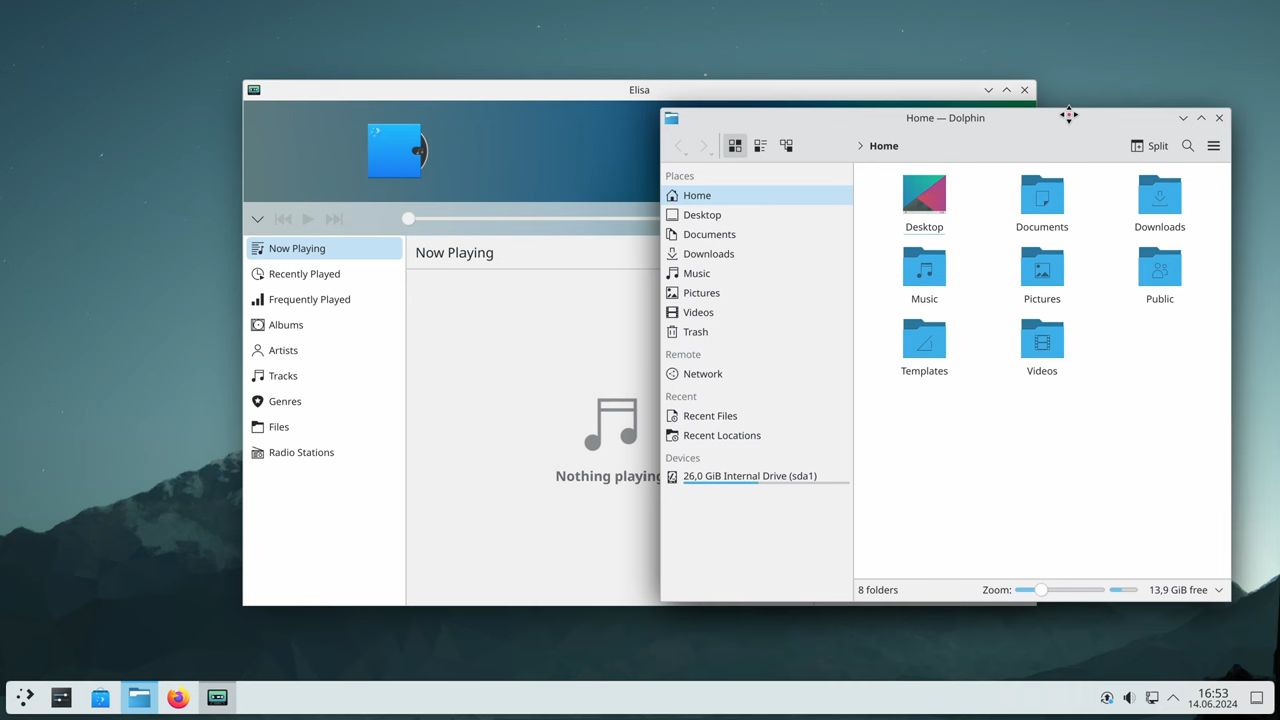 Elisa
Now Playing
Recently Played
Frequently Played
Albums
Artists
Tracks
Genres
Files
Radio Stations
Now Playing
Nothing playing
Home — Dolphin
Home
Split
Places
Home
Desktop
Documents
Downloads
Music
Pictures
Videos
Trash
Remote
Network
Recent
Recent Files
Recent Locations
Devices
26,0 GiB Internal Drive (sda1)
Desktop
Documents
Downloads
Music
Pictures
Public
Templates
Videos
8 folders
Zoom:
13,9 GiB free
16:53
14.06.2024